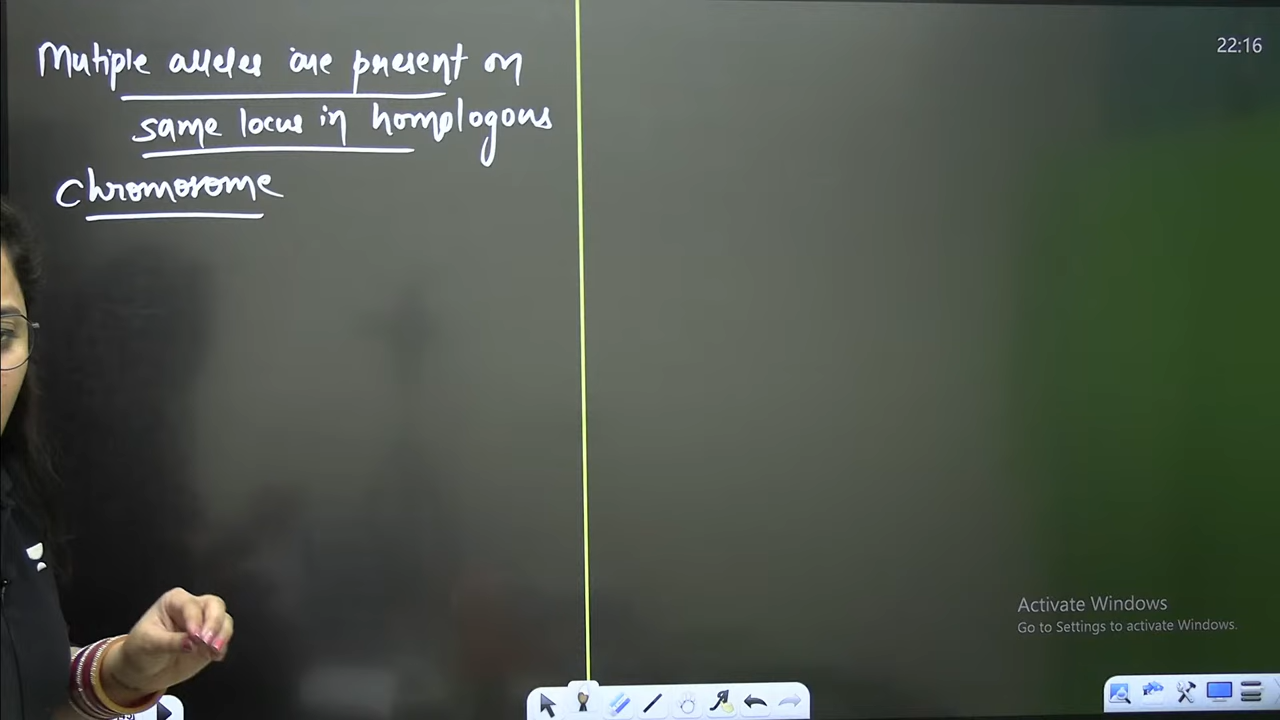 Mutiple alleles are present on
same locus in homologous
chromosome
22:16
Activate Windows
Go to Settings to activate Windows.